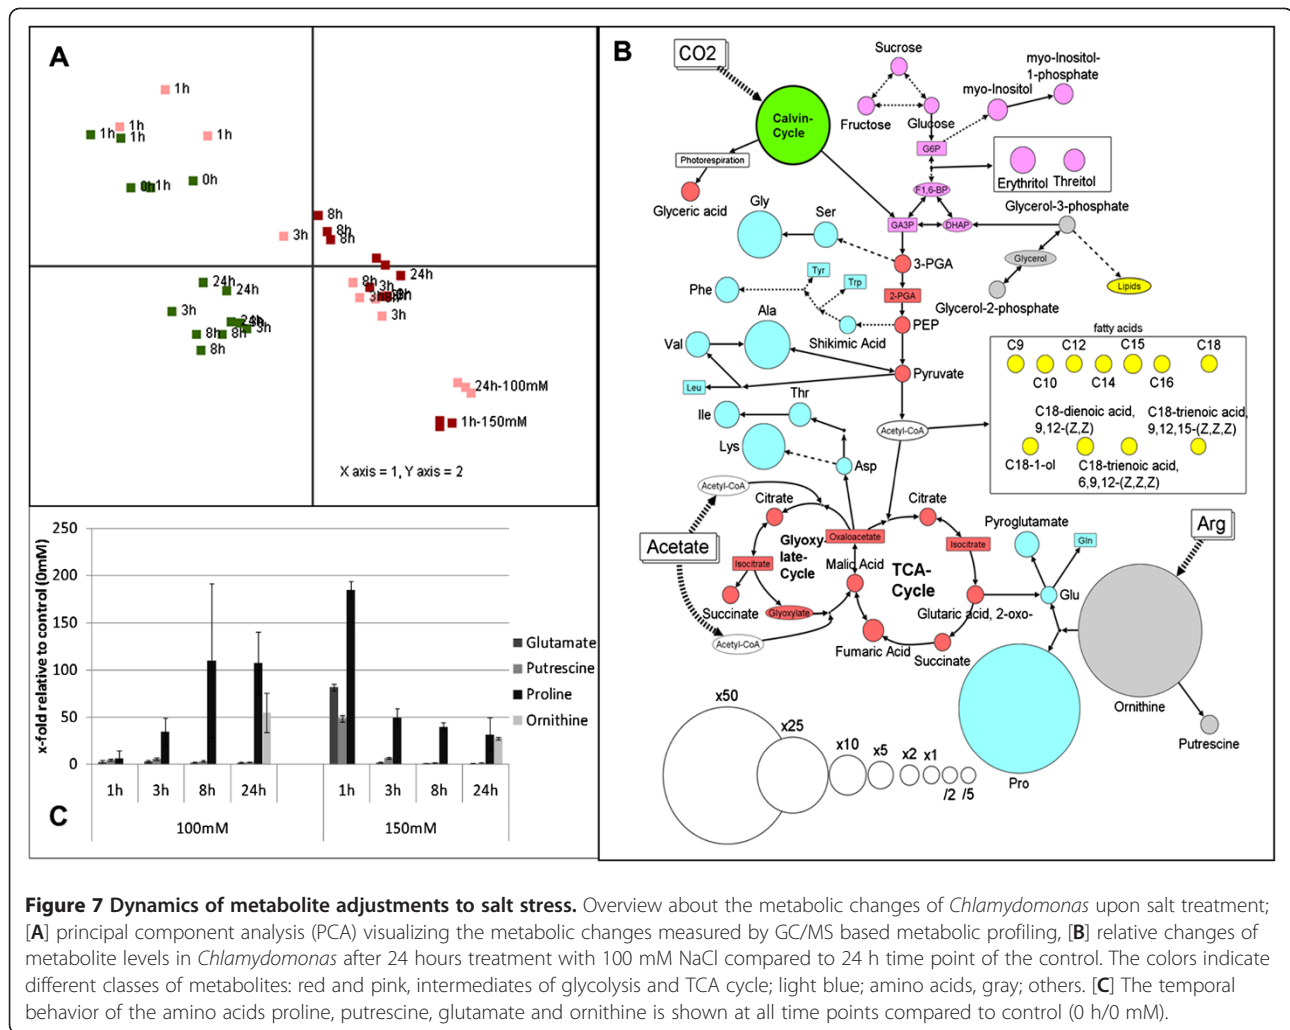 A
1h
1h
1h
1h
1h
0h
1h
0h
8h
8h
8h
3h
24h
8h
3h
3h
8h
3h
24h
24h
3h
24h
3h
8h
8h
8h
24h-100mM
1h-150mM
X axis = 1, Y axis = 2
B
CO2
Calvin-
Cycle
Photorespiration
Glyceric acid
Sucrose
Fructose
Glucose
myo-Inositol
myo-Inositol-
1-phosphate
G6P
Erythritol
Threitol
F1,6-BP
GA3P
DHAP
Glycerol-3-phosphate
Glycerol
Glycerol-2-phosphate
Lipids
Gly
Ser
3-PGA
2-PGA
PEP
Pyruvate
Phe
Tyr
Trp
Shikimic Acid
Ala
Val
Leu
Ile
Thr
Lys
Asp
Acetyl-CoA
fatty acids
C9
C12
C15
C18
C10
C14
C16
C18-dienoic acid,
9,12-(Z,Z)
C18-trienoic acid,
9,12,15-(Z,Z,Z)
C18-1-ol
C18-trienoic acid,
6,9,12-(Z,Z,Z)
Acetyl-CoA
Citrate
Citrate
Acetate
Glyoxy-
late-
Cycle
Oxaloacetate
Isocitrate
Isocitrate
Malic Acid
TCA-
Cycle
Succinate
Glyoxylate
Acetyl-CoA
Fumaric Acid
Succinate
Glutaric acid, 2-oxo-
Pyroglutamate
Gln
Glu
Arg
Ornithine
Putrescine
Pro
x50
x25
x10
x5
x2
x1
/2
/5
C
x-fold relative to control (0mM)
250
200
150
100
50
0
1h
3h
8h
24h
1h
3h
8h
24h
100mM
150mM
Glutamate
Putrescine
Proline
Ornithine
Figure 7 Dynamics of metabolite adjustments to salt stress. Overview about the metabolic changes of Chlamydomonas upon salt treatment;
[A] principal component analysis (PCA) visualizing the metabolic changes measured by GC/MS based metabolic profiling, [B] relative changes of
metabolite levels in Chlamydomonas after 24 hours treatment with 100 mM NaCl compared to 24 h time point of the control. The colors indicate
different classes of metabolites: red and pink, intermediates of glycolysis and TCA cycle; light blue; amino acids, gray; others. [C] The temporal
behavior of the amino acids proline, putrescine, glutamate and ornithine is shown at all time points compared to control (0 h/0 mM).